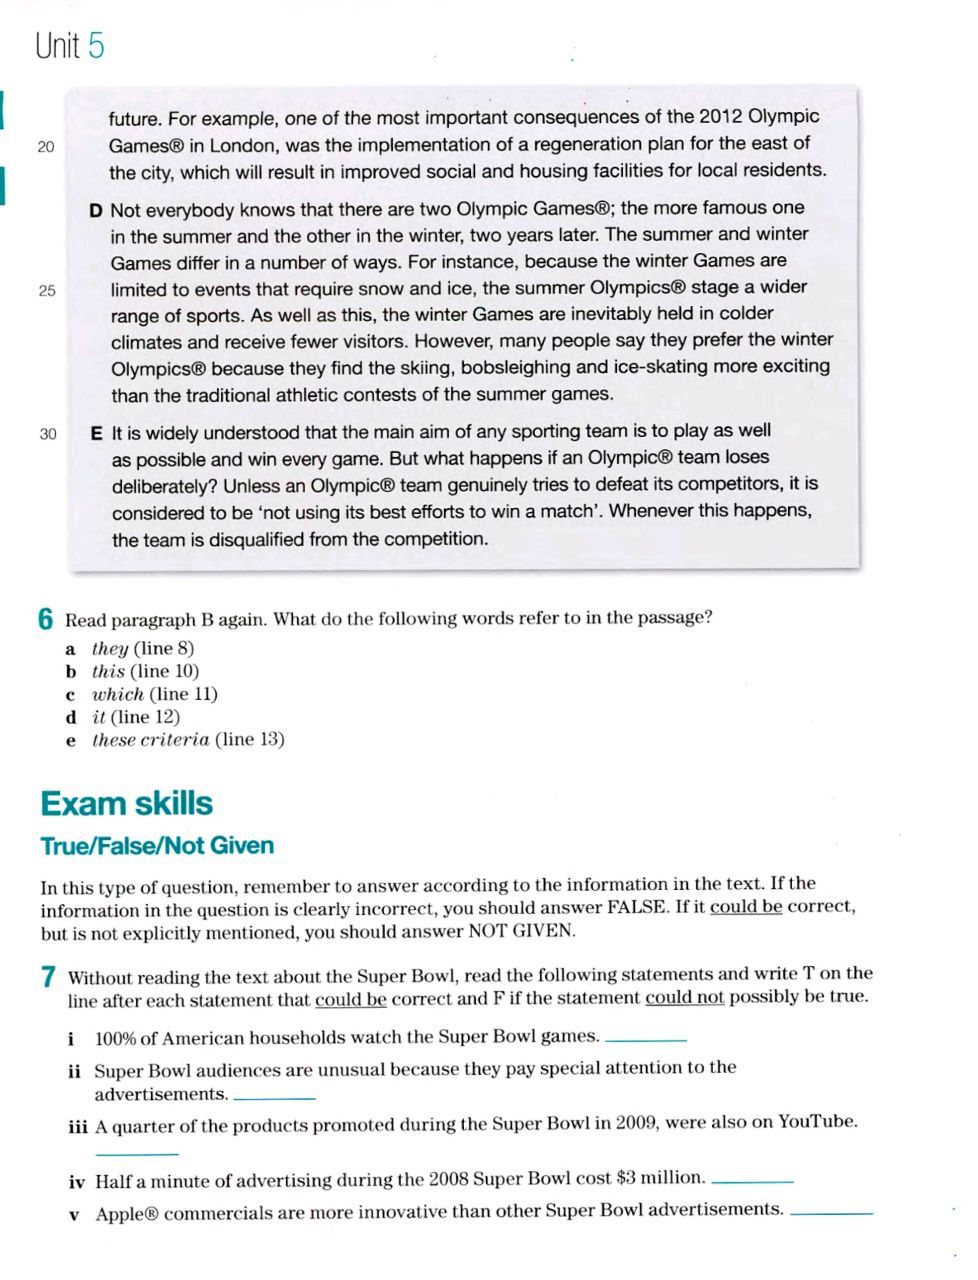 Unit 5
future. For example, one of the most important consequences of the 2012 Olympic
20 Games® in London, was the implementation of a regeneration plan for the east of
the city, which will result in improved social and housing facilities for local residents.
D Not everybody knows that there are two Olympic Games®; the more famous one
in the summer and the other in the winter, two years later. The summer and winter
Games differ in a number of ways. For instance, because the winter Games are
25 limited to events that require snow and ice, the summer Olympics® stage a wider
range of sports. As well as this, the winter Games are inevitably held in colder
climates and receive fewer visitors. However, many people say they prefer the winter
Olympics® because they find the skiing, bobsleighing and ice-skating more exciting
than the traditional athletic contests of the summer games.
30 E It is widely understood that the main aim of any sporting team is to play as well
as possible and win every game. But what happens if an Olympic® team loses
deliberately? Unless an Olympic® team genuinely tries to defeat its competitors, it is
considered to be ‘not using its best efforts to win a match’. Whenever this happens,
the team is disqualified from the competition.
6 Read paragraph B again. What do the following words refer to in the passage?
a they (line 8)
b this (line 10)
c which (line 11)
d it (line 12)
e these criteria (line 13)
Exam skills
True/False/Not Given
In this type of question, remember to answer according to the information in the text. If the
information in the question is clearly incorrect, you should answer FALSE. If it could be correct,
but is not explicitly mentioned, you should answer NOT GIVEN.
7 Without reading the text about the Super Bowl, read the following statements and write T on the
line after each statement that could be correct and F if the statement could not possibly be true.
i 100% of American households watch the Super Bowl games.
ii Super Bowl audiences are unusual because they pay special attention to the
advertisements.
iii A quarter of the products promoted during the Super Bowl in 2009, were also on YouTube.
iv Half a minute of advertising during the 2008 Super Bowl cost $3 million.
v Apple® commercials are more innovative than other Super Bowl advertisements.